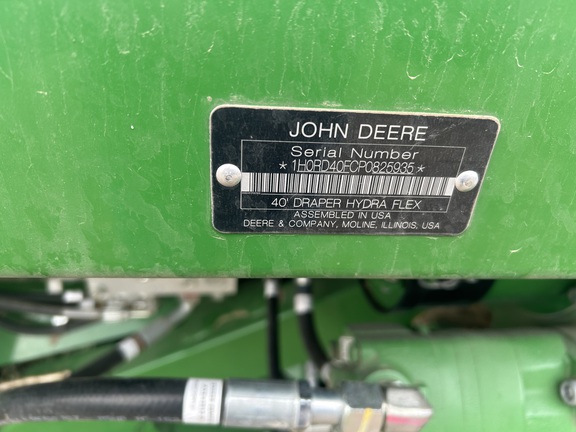 JOHN DEERE
Serial Number
*1H0RD40FCP0825935*
40' DRAPER HYDRA FLEX
ASSEMBLED IN USA
DEERE & COMPANY, MOLINE, ILLINOIS, USA